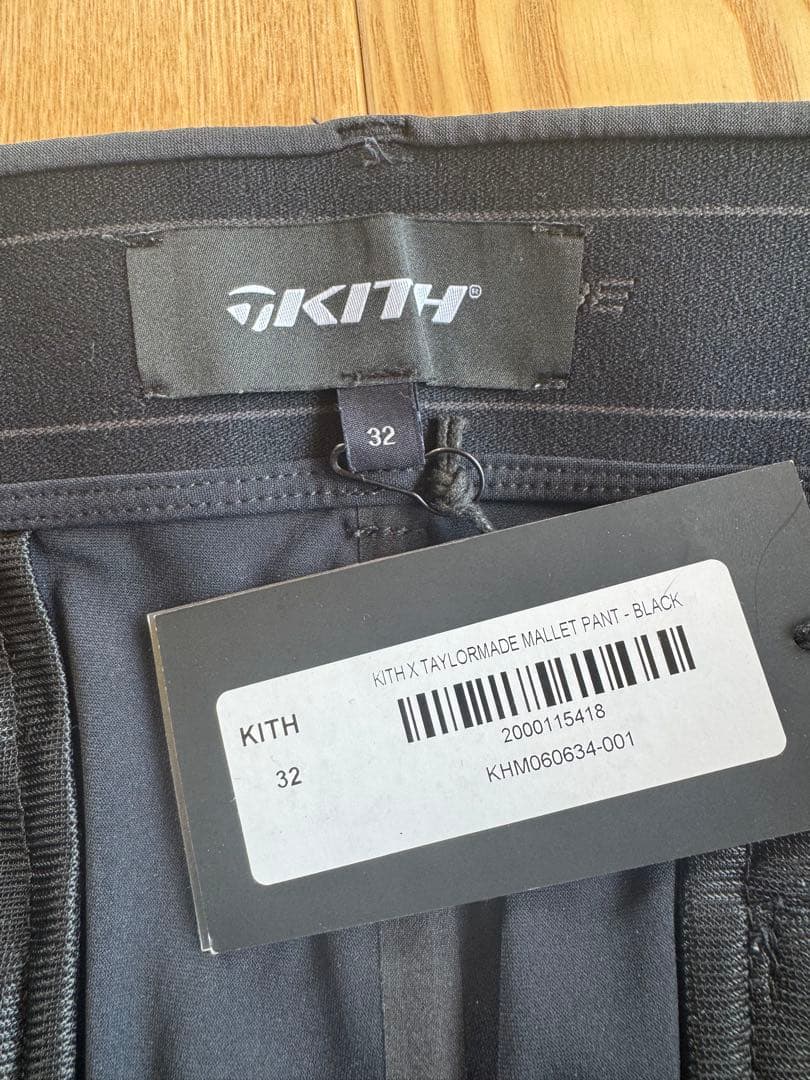 KITH®
32
KITH X TAYLORMADE MALLET PANT - BLACK
2000115418
KHM060634-001
KITH
32